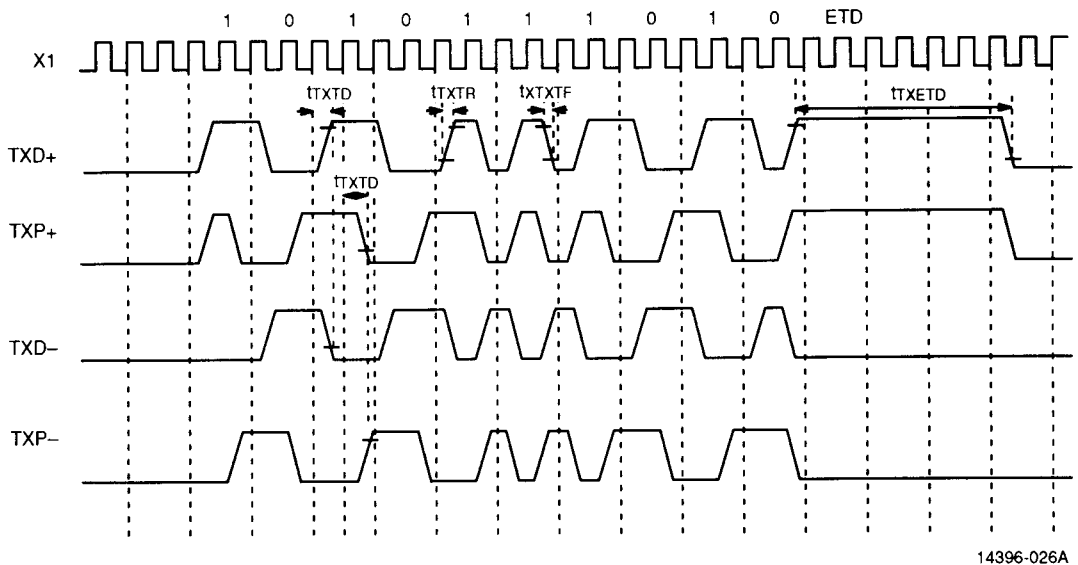 1 0 1 0 1 1 1 0 1 0 ETD
X1
tTXTD tTXTR tXTXTF tTXETD
TXD+
tTXTD
TXP+
TXD–
TXP–
14396-026A